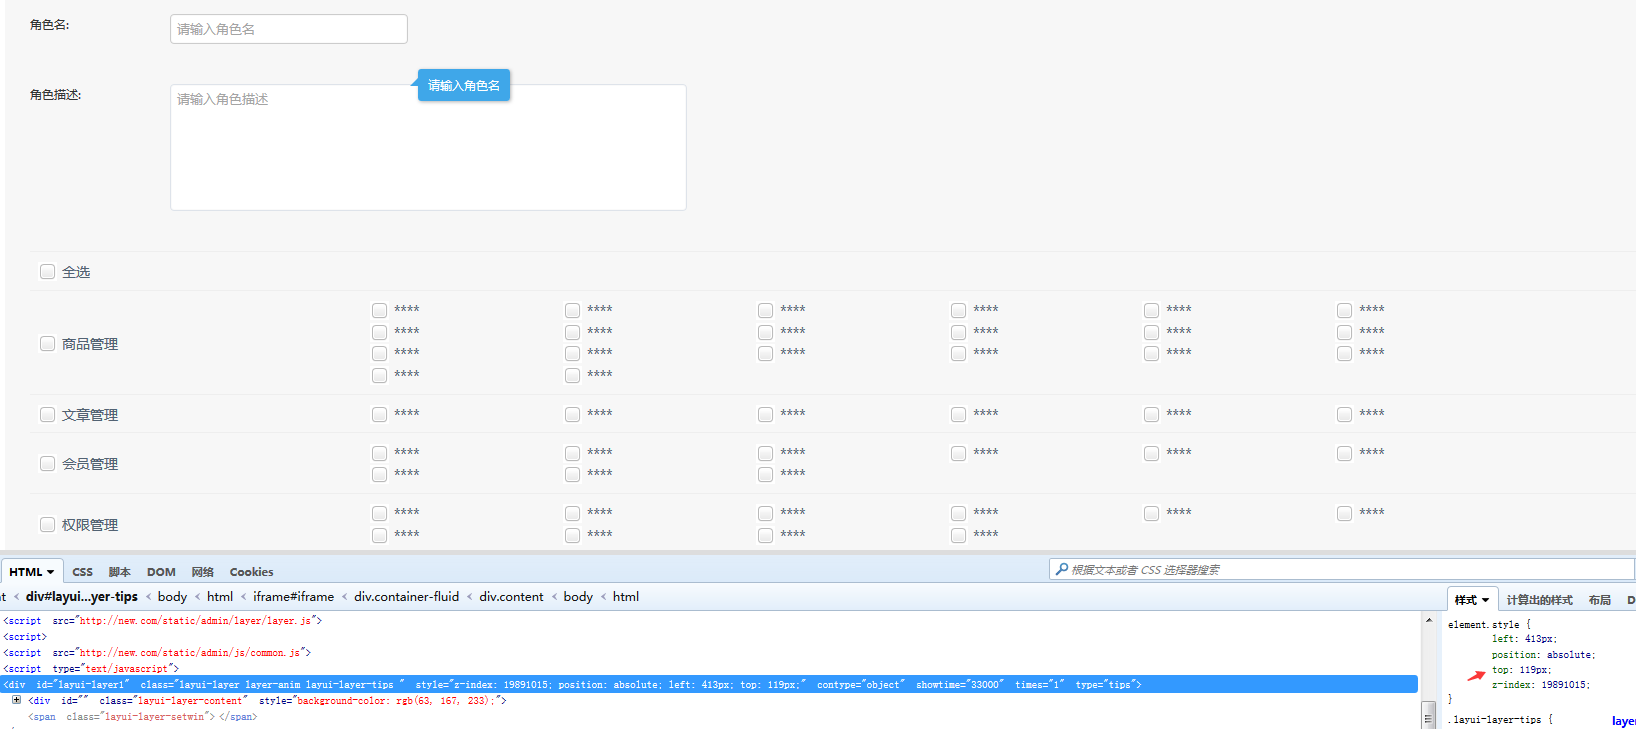 角色名:
请输入角色名
请输入角色名
角色描述:
请输入角色描述
全选
**** **** **** **** **** ****
**** **** **** **** **** ****
商品管理
**** **** **** **** **** ****
**** ****
文章管理 **** **** **** **** **** ****
**** **** **** **** **** ****
会员管理
**** **** ****
**** **** **** **** **** ****
权限管理
**** **** **** ****
HTML CSS 脚本 DOM 网络 Cookies
根据文本或者 CSS 选择器搜索
nt < div#layui...yer-tips < body < html < iframe#iframe < div.container-fluid < div.content < body < html
样式 计算出的样式 布局 D
<script src="http://new.com/static/admin/layer/layer.js">
<script>
<script src="http://new.com/static/admin/js/common.js">
<script type="text/javascript">
<div id="layui-layer1" class="layui-layer layer-anim layui-layer-tips " style="z-index: 19891015; position: absolute; left: 413px; top: 119px;" contype="object" showtime="33000" times="1" type="tips">
<div id="" class="layui-layer-content" style="background-color: rgb(63, 167, 233);">
<span class="layui-layer-setwin"></span>
element.style {
left: 413px;
position: absolute;
top: 119px;
z-index: 19891015;
}
.layui-layer-tips {
layer